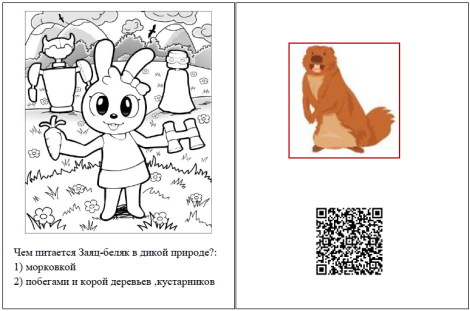 Чем питается Заяц-беляк в дикой природе?:
1) морковкой
2) побегами и корой деревьев ,кустарников